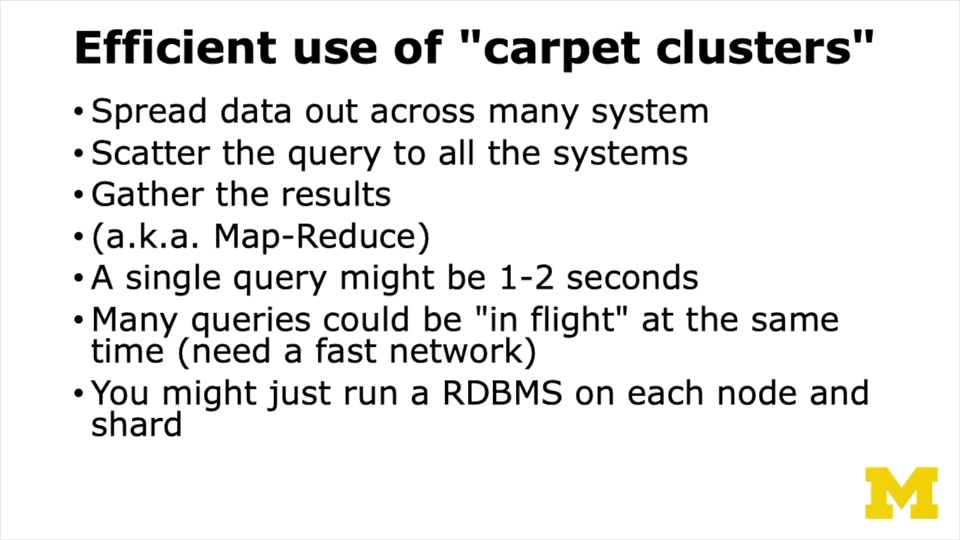 Efficient use of "carpet clusters"
• Spread data out across many system
• Scatter the query to all the systems
• Gather the results
• (a.k.a. Map-Reduce)
• A single query might be 1-2 seconds
• Many queries could be "in flight" at the same
time (need a fast network)
• You might just run a RDBMS on each node and
shard
M